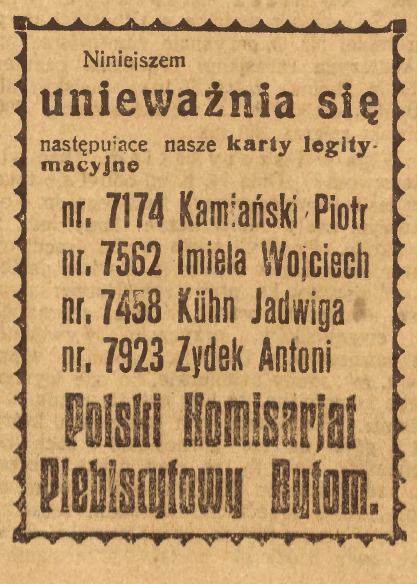 Niniejszem
unieważnia się
następujące nasze karty legity-
macyjne
nr. 7174 Kamiański Piotr
nr. 7562 Imiela Wojciech
nr. 7458 Kühn Jadwiga
nr. 7923 Zydek Antoni
Polski Komisarjat
Plebiscytowy Bytom.